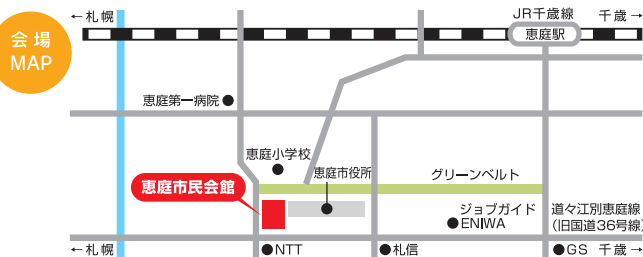 会場
MAP
←札幌
JR千歳線
千歳→
恵庭駅
恵庭第一病院
恵庭小学校
恵庭市役所
グリーンベルト
恵庭市民会館
ジョブガイド
ENIWA
道々江別恵庭線
（旧国道36号線）
←札幌
NTT
札信
GS
千歳→